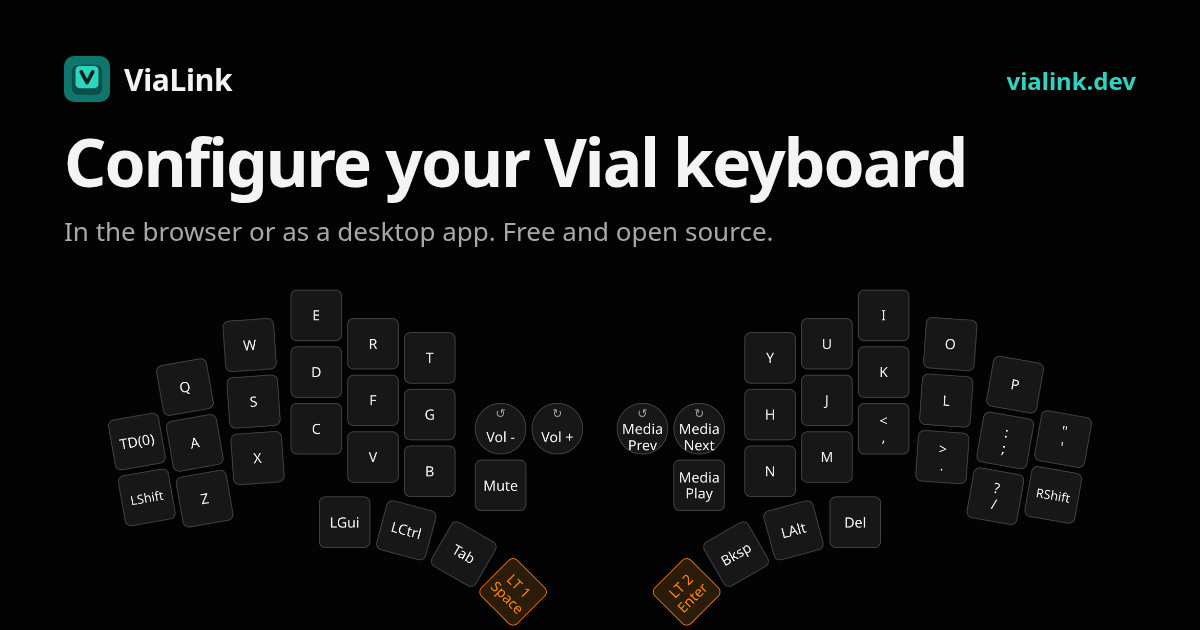 ViaLink
vialink.dev
Configure your Vial keyboard
In the browser or as a desktop app. Free and open source.
E
I
W
R
U
O
T
Y
Q
D
K
P
S
F
J
L
TD(0)
A
G
H
:
;
"
'
C
↺
Vol -
↻
Vol +
↺
Media
Prev
↻
Media
Next
<
,
X
V
M
>
.
B
N
LShift
Z
Mute
Media
Play
?
/
RShift
LGui
LCtrl
Tab
LT 1
Space
LT 2
Enter
Bksp
LAlt
Del